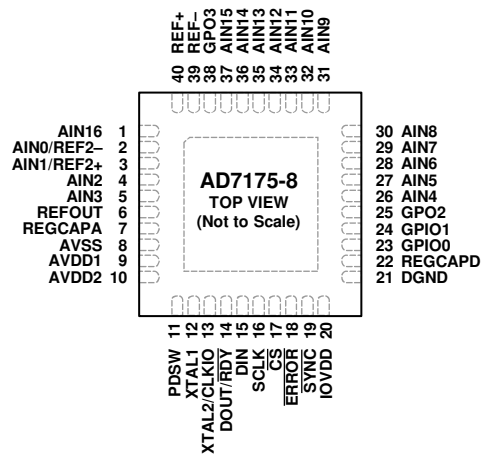 40 REF+
39 REF–
38 GPO3
37 AIN15
36 AIN14
35 AIN13
34 AIN12
33 AIN11
32 AIN10
31 AIN9
AIN16 1
AIN0/REF2– 2
AIN1/REF2+ 3
AIN2 4
AIN3 5
REFOUT 6
REGCAPA 7
AVSS 8
AVDD1 9
AVDD2 10
AD7175-8
TOP VIEW
(Not to Scale)
30 AIN8
29 AIN7
28 AIN6
27 AIN5
26 AIN4
25 GPO2
24 GPIO1
23 GPIO0
22 REGCAPD
21 DGND
PDSW 11
XTAL1 12
XTAL2/CLKIO 13
DOUT/R̅D̅Y̅ 14
DIN 15
SCLK 16
C̅S̅ 17
E̅R̅R̅O̅R̅ 18
S̅Y̅N̅C̅ 19
IOVDD 20